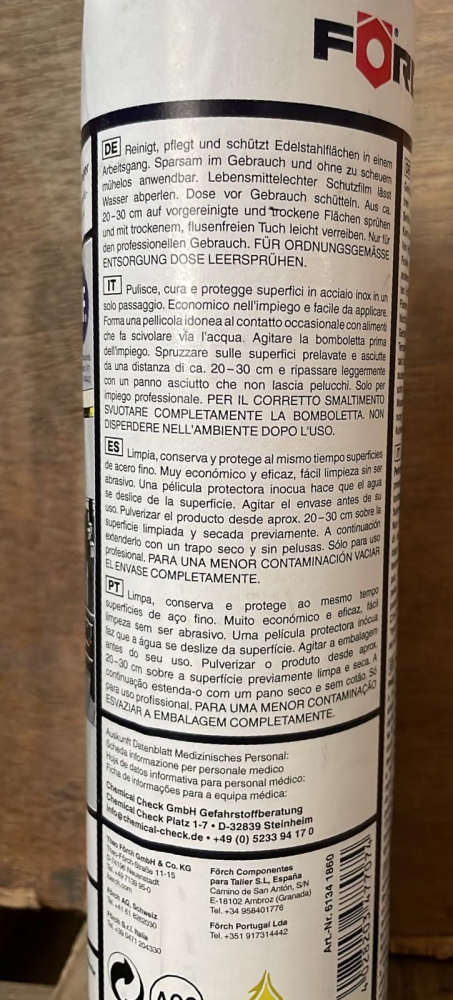 FÖR
DE Reinigt, pflegt und schützt Edelstahlflächen in einem
Arbeitsgang. Sparsam im Gebrauch und ohne zu scheuern
mühelos anwendbar. Lebensmittelechter Schutzfilm lässt
Wasser abperlen. Dose vor Gebrauch schütteln. Aus ca.
20-30 cm auf vorgereinigte und trockene Flächen sprühen
und mit trockenem, flusenfreien Tuch leicht verreiben. Nur für
den professionellen Gebrauch. FÜR ORDNUNGSGEMÄSSE
ENTSORGUNG DOSE LEERSPRÜHEN.
IT Pulisce, cura e protegge superfici in acciaio inox in un
solo passaggio. Economico nell'impiego e facile da applicare.
Forma una pellicola idonea al contatto occasionale con alimenti
che fa scivolare via l'acqua. Agitare la bomboletta prima
dell'impiego. Spruzzare sulle superfici prelavate e asciutte
da una distanza di ca. 20-30 cm e ripassare leggermente
con un panno asciutto che non lascia pelucchi. Solo per
impiego professionale. PER IL CORRETTO SMALTIMENTO
SVUOTARE COMPLETAMENTE LA BOMBOLETTA. NON
DISPERDERE NELL'AMBIENTE DOPO L'USO.
ES Limpia, conserva y protege al mismo tiempo superficies
de acero fino. Muy económico y eficaz, fácil limpieza sin ser
abrasivo. Una película protectora inocua hace que el agua
se deslice de la superficie. Agitar el envase antes de su
uso. Pulverizar el producto desde aprox. 20-30 cm sobre la
superficie limpiada y secada previamente. A continuación
extenderlo con un trapo seco y sin pelusas. Sólo para uso
profesional. PARA UNA MENOR CONTAMINACIÓN VACIAR
EL ENVASE COMPLETAMENTE.
PT Limpa, conserva e protege ao mesmo tempo
superfícies de aço fino. Muito económico e eficaz, fácil
limpeza sem ser abrasivo. Uma película protectora inócua
faz que a água se deslize da superfície. Agitar a embalagem
antes do seu uso. Pulverizar o produto desde aprox.
20-30 cm sobre a superfície previamente limpa e seca. A
continuação estenda-o com um pano seco e sem cotão. Só
para uso profissional. PARA UMA MENOR CONTAMINAÇÃO
ESVAZIAR A EMBALAGEM COMPLETAMENTE.
Auskunft Datenblatt Medizinisches Personal:
Scheda informazione per personale medico
Hoja de datos informativa para personal médico:
Ficha de informações para a equipa médica:
Chemical Check GmbH Gefahrstoffberatung
Chemical Check Platz 1-7 • D-32839 Steinheim
info@chemical-check.de • +49 (0) 5233 94 17 0
Theo Förch GmbH & Co. KG
Theo-Förch-Straße 11-15
D-74196 Neuenstadt
Tel. +49 7139 95-0
foerch.com
Förch AG, Schweiz
Förch S.r.l. Italia
Tel. +39 0471 204330
Förch Componentes
para Taller S.L, España
Camino de San Antón, S/N
E-18102 Ambroz (Granada)
Tel. +34 958401776
Förch Portugal Lda
Tel. +351 917314442
Art.-Nr. 6134 1860